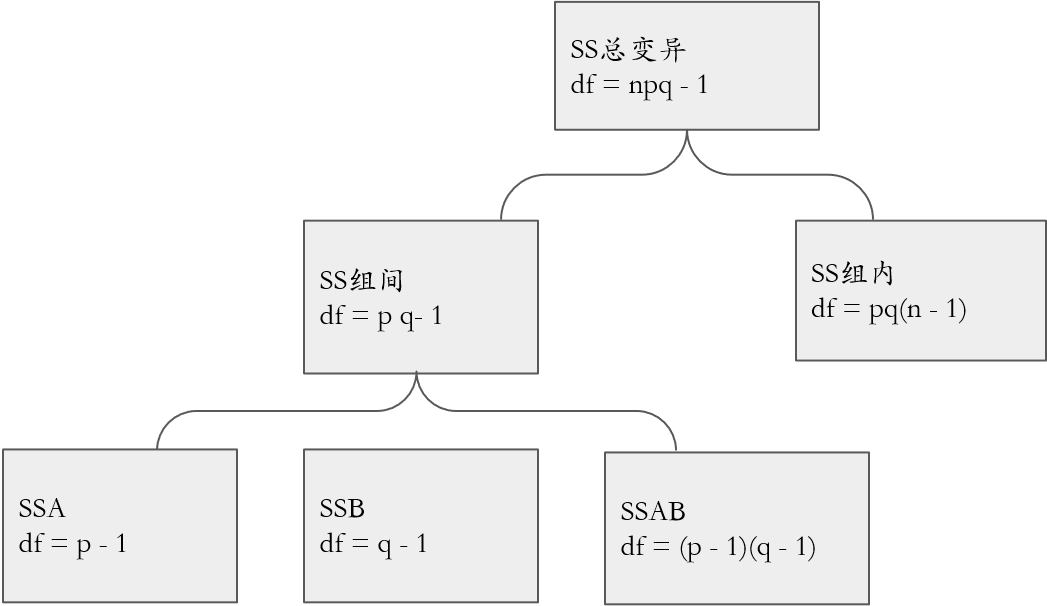 SS总变异
df = npq - 1
SS组间
df = p q- 1
SS组内
df = pq(n - 1)
SSA
df = p - 1
SSB
df = q - 1
SSAB
df = (p - 1)(q - 1)